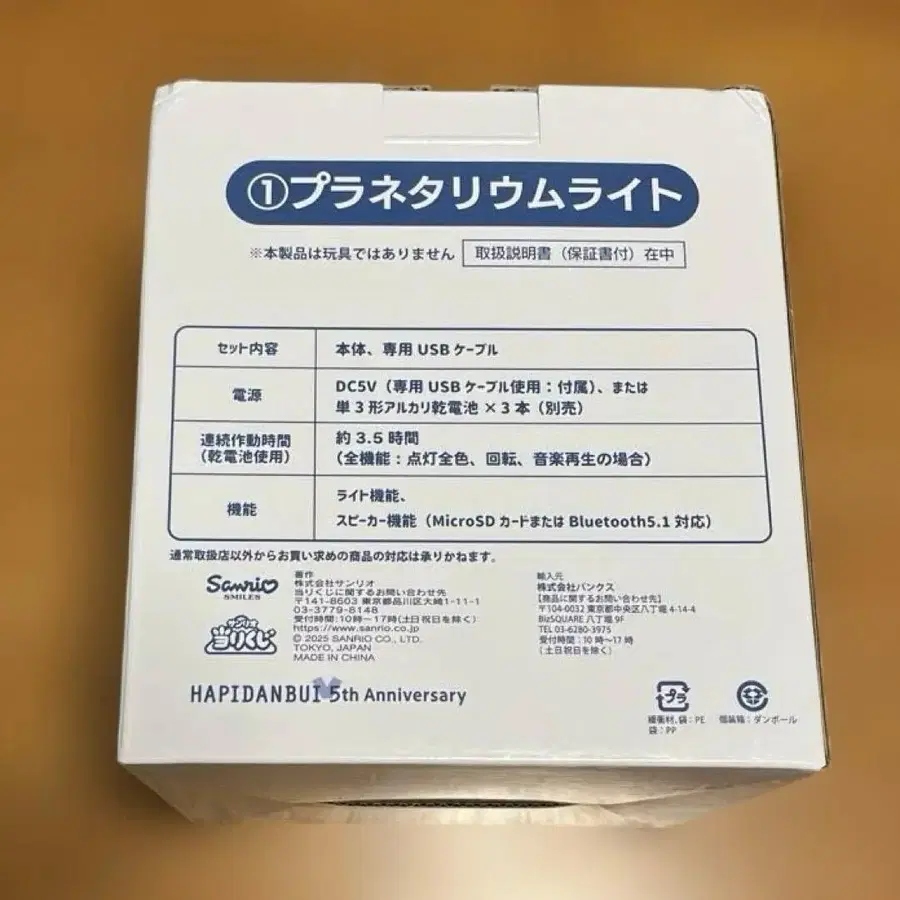 ①プラネタリウムライト
※本製品は玩具ではありません 取扱説明書（保証書付）在中
セット内容 本体、専用 USB ケーブル
電源 DC5V（専用 USB ケーブル使用：付属）、または
単3形アルカリ乾電池 × 3 本（別売）
連続作動時間
（乾電池使用）
約 3.5 時間
（全機能：点灯全色、回転、音楽再生の場合）
機能 ライト機能、
スピーカー機能（MicroSD カードまたは Bluetooth5.1 対応）
通常取扱店以外からお買い求めの商品の対応は承りかねます。
Sanrio
SMILES
サンリオ
当りくじ
著作
株式会社サンリオ
当りくじに関するお問い合わせ先
〒141-8603 東京都品川区大崎1-11-1
03-3779-8148
受付時間：10時～17時（土日祝日を除く）
https://www.sanrio.co.jp
© 2025 SANRIO CO., LTD.
TOKYO, JAPAN
MADE IN CHINA
輸入元
株式会社バンクス
【商品に関するお問い合わせ先】
〒104-0032 東京都中央区八丁堀 4-14-4
BizSQUARE 八丁堀 9F
TEL 03-6280-3975
受付時間：10 時～17 時
（土日祝日を除く）
HAPIDANBUI 5th Anniversary
プラ
緩衝材、袋：PE
袋：PP
個装箱：ダンボール